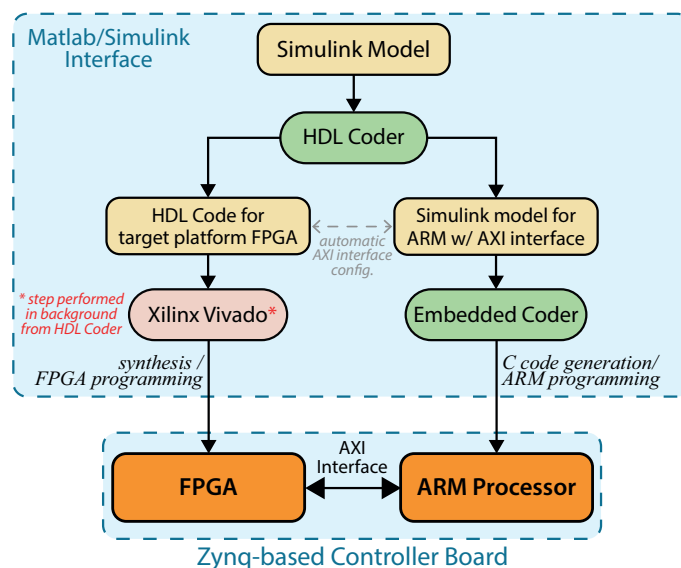 Matlab/Simulink
Interface
Simulink Model
HDL Coder
HDL Code for
target platform FPGA
automatic
AXI interface
config.
Simulink model for
ARM w/ AXI interface
* step performed
in background
from HDL Coder
Xilinx Vivado*
Embedded Coder
synthesis /
FPGA programming
C code generation/
ARM programming
FPGA
AXI
Interface
ARM Processor
Zynq-based Controller Board